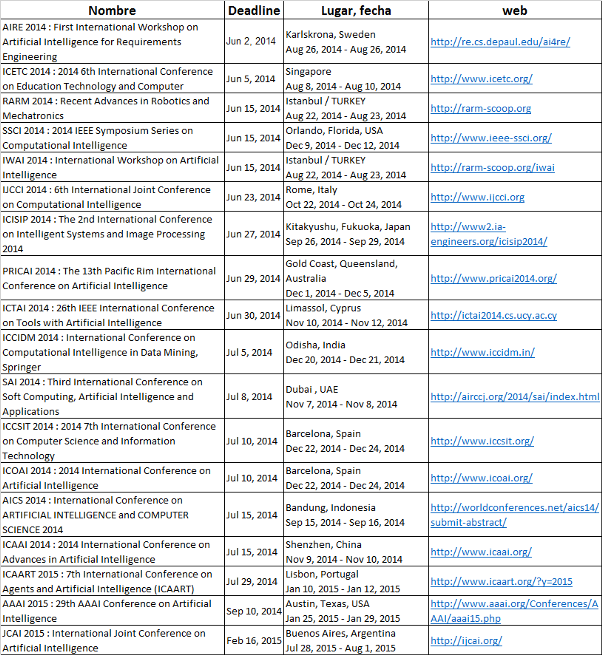 Nombre Deadline Lugar, fecha web
AIRE 2014 : First International Workshop on
Artificial Intelligence for Requirements
Engineering
Jun 2, 2014
Karlskrona, Sweden
Aug 26, 2014 - Aug 26, 2014
http://re.cs.depaul.edu/ai4re/
ICETC 2014 : 2014 6th International Conference
on Education Technology and Computer
Jun 5, 2014
Singapore
Aug 8, 2014 - Aug 10, 2014
http://www.icetc.org/
RARM 2014 : Recent Advances in Robotics and
Mechatronics
Jun 15, 2014
Istanbul / TURKEY
Aug 22, 2014 - Aug 23, 2014
http://rarm-scoop.org
SSCI 2014 : 2014 IEEE Symposium Series on
Computational Intelligence
Jun 15, 2014
Orlando, Florida, USA
Dec 9, 2014 - Dec 12, 2014
http://www.ieee-ssci.org/
IWAI 2014 : International Workshop on Artificial
Intelligence
Jun 15, 2014
Istanbul / TURKEY
Aug 22, 2014 - Aug 23, 2014
http://rarm-scoop.org/iwai
IJCCI 2014 : 6th International Joint Conference
on Computational Intelligence
Jun 23, 2014
Rome, Italy
Oct 22, 2014 - Oct 24, 2014
http://www.ijcci.org
ICISIP 2014 : The 2nd International Conference
on Intelligent Systems and Image Processing
2014
Jun 27, 2014
Kitakyushu, Fukuoka, Japan
Sep 26, 2014 - Sep 29, 2014
http://www2.ia-
engineers.org/icisip2014/
PRICAI 2014 : The 13th Pacific Rim International
Conference on Artificial Intelligence
Jun 29, 2014
Gold Coast, Queensland,
Australia
Dec 1, 2014 - Dec 5, 2014
http://www.pricai2014.org/
ICTAI 2014 : 26th IEEE International Conference
on Tools with Artificial Intelligence
Jun 30, 2014
Limassol, Cyprus
Nov 10, 2014 - Nov 12, 2014
http://ictai2014.cs.ucy.ac.cy
ICCIDM 2014 : International Conference on
Computational Intelligence in Data Mining,
Springer
Jul 5, 2014
Odisha, India
Dec 20, 2014 - Dec 21, 2014
http://www.iccidm.in/
SAI 2014 : Third International Conference on
Soft Computing, Artificial Intelligence and
Applications
Jul 8, 2014
Dubai , UAE
Nov 7, 2014 - Nov 8, 2014
http://airccj.org/2014/sai/index.html
ICCSIT 2014 : 2014 7th International Conference
on Computer Science and Information
Technology
Jul 10, 2014
Barcelona, Spain
Dec 22, 2014 - Dec 24, 2014
http://www.iccsit.org/
ICOAI 2014 : 2014 International Conference on
Artificial Intelligence
Jul 10, 2014
Barcelona, Spain
Dec 22, 2014 - Dec 24, 2014
http://www.icoai.org/
AICS 2014 : International Conference on
ARTIFICIAL INTELLIGENCE and COMPUTER
SCIENCE 2014
Jul 15, 2014
Bandung, Indonesia
Sep 15, 2014 - Sep 16, 2014
http://worldconferences.net/aics14/
submit-abstract/
ICAAI 2014 : 2014 International Conference on
Advances in Artificial Intelligence
Jul 15, 2014
Shenzhen, China
Nov 9, 2014 - Nov 10, 2014
http://www.icaai.org/
ICAART 2015 : 7th International Conference on
Agents and Artificial Intelligence (ICAART)
Jul 29, 2014
Lisbon, Portugal
Jan 10, 2015 - Jan 12, 2015
http://www.icaart.org/?y=2015
AAAI 2015 : 29th AAAI Conference on Artificial
Intelligence
Sep 10, 2014
Austin, Texas, USA
Jan 25, 2015 - Jan 29, 2015
http://www.aaai.org/Conferences/A
AAI/aaai15.php
JCAI 2015 : International Joint Conference on
Artificial Intelligence
Feb 16, 2015
Buenos Aires, Argentina
Jul 28, 2015 - Aug 1, 2015
http://ijcai.org/